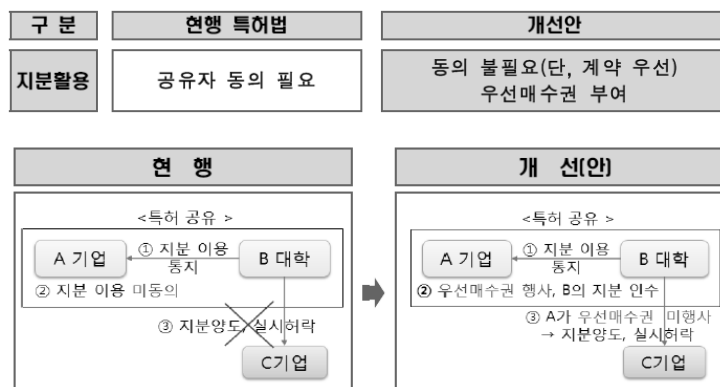 구 분 현행 특허법 개선안
지분활용 공유자 동의 필요 동의 불필요(단, 계약 우선)
우선매수권 부여
현 행
<특허 공유 >
A 기업 ① 지분 이용 B 대학
통지
② 지분 이용 미동의
③ 지분양도, 실시허락
C기업
개 선(안)
<특허 공유 >
A 기업 ① 지분 이용 B 대학
통지
② 우선매수권 행사, B의 지분 인수
③ A가 우선매수권 미행사
→ 지분양도, 실시허락
C기업